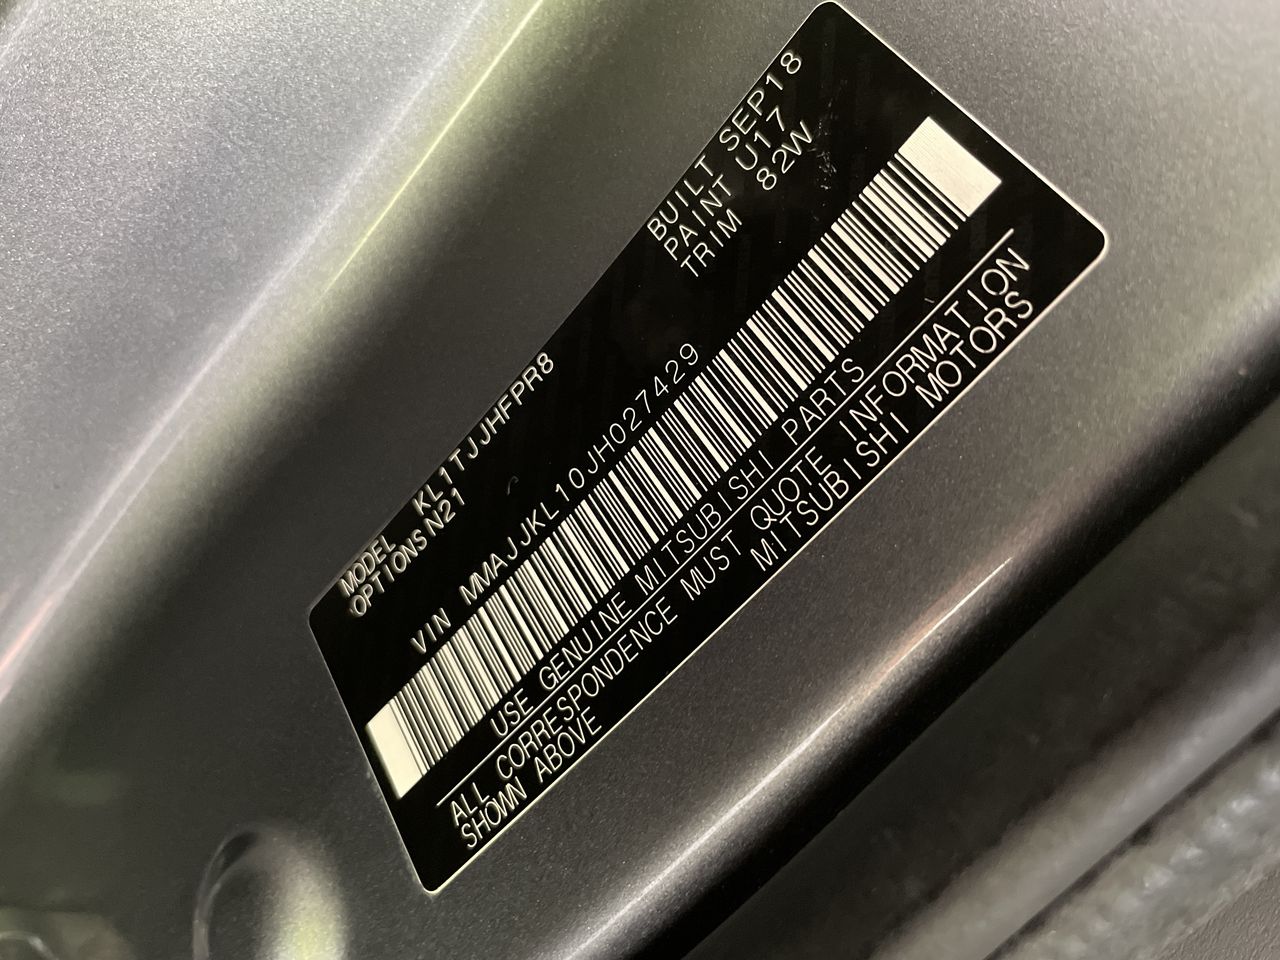 MODEL KL1TJJHFPR8 BUILT SEP18
OPTIONS N21 PAINT U17
TRIM 82W
VIN MMAJJKL10JH027429
USE GENUINE MITSUBISHI PARTS
ALL CORRESPONDENCE MUST QUOTE INFORMATION
SHOWN ABOVE MITSUBISHI MOTORS